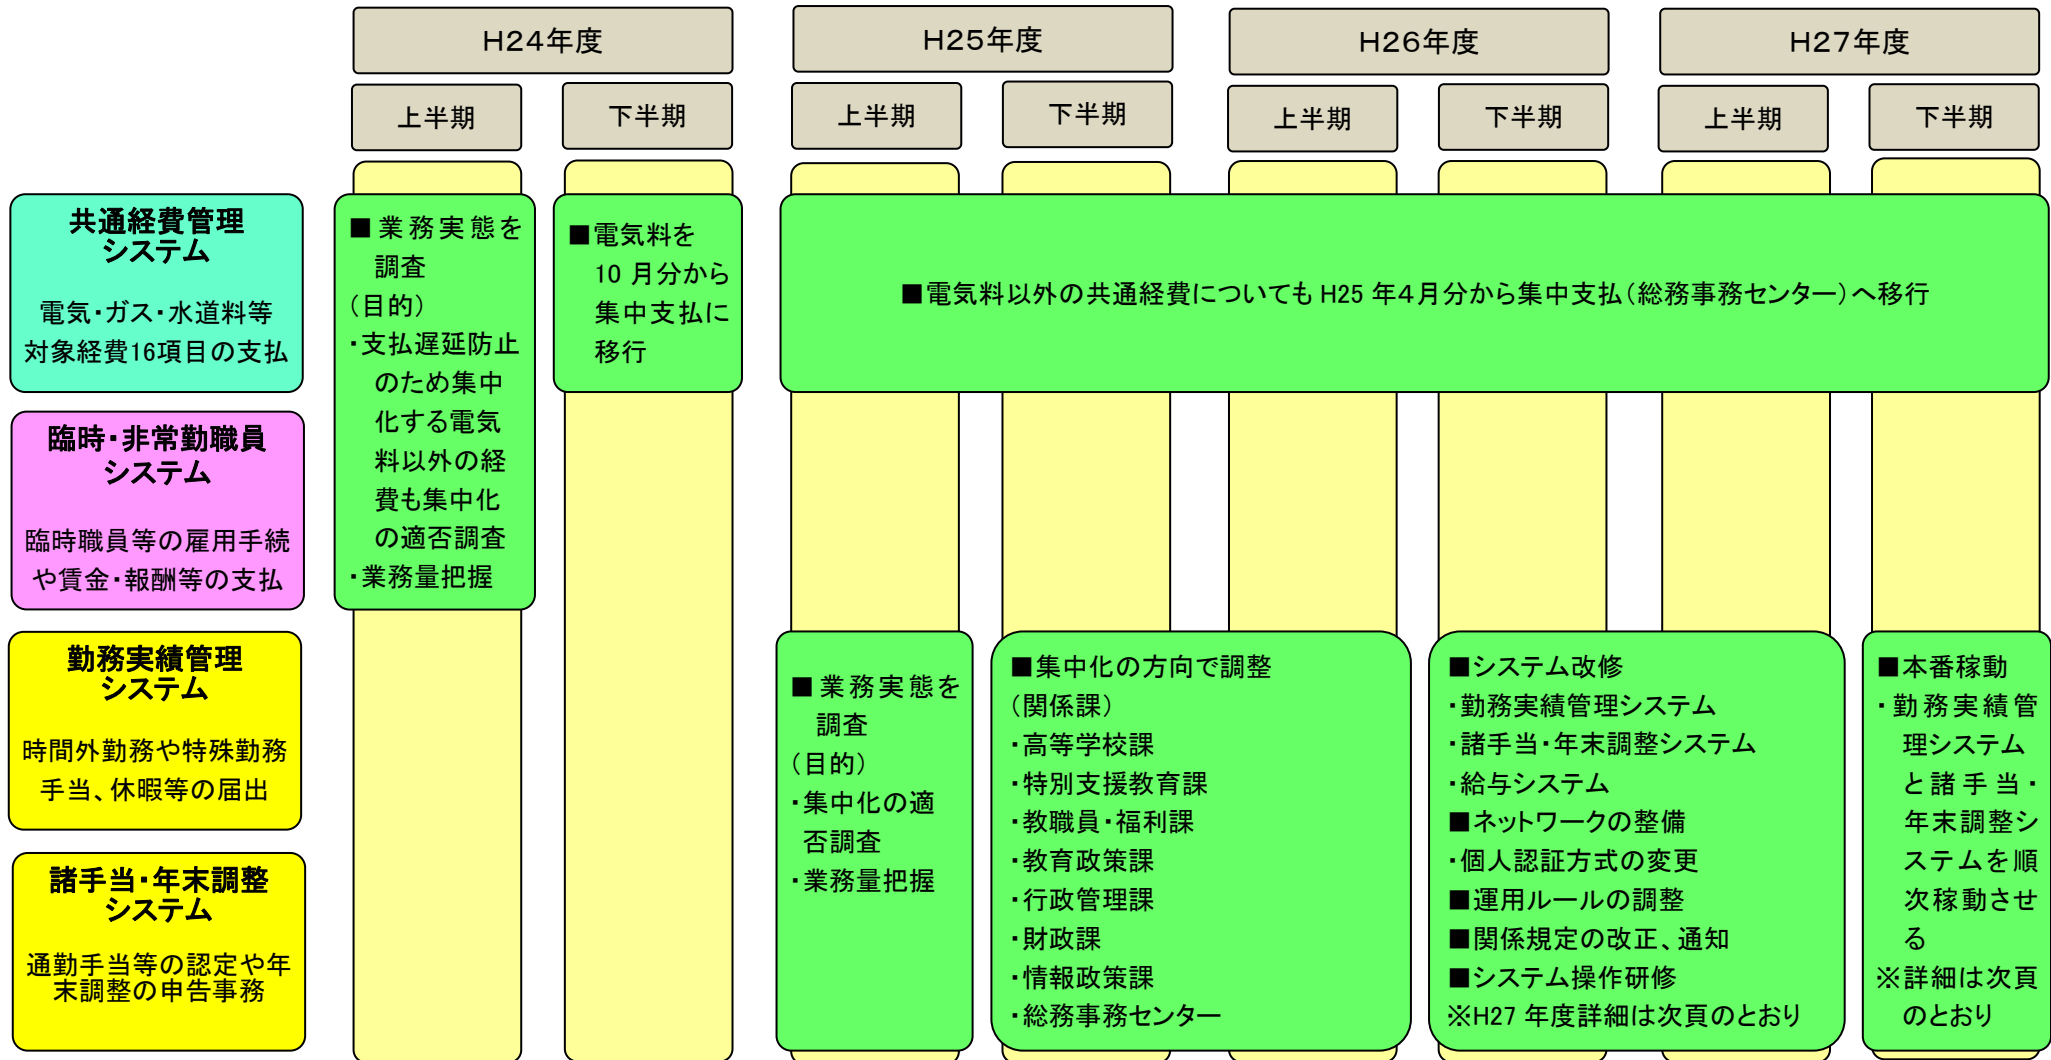 H24年度
H25年度
H26年度
H27年度
上半期
下半期
上半期
下半期
上半期
下半期
上半期
下半期
共通経費管理
システム
電気・ガス・水道料等
対象経費16項目の支払
■業務実態を
調査
(目的)
・支払遅延防止
のため集中
化する電気
料以外の経
費も集中化
の適否調査
・業務量把握
■電気料を
10月分から
集中支払に
移行
■電気料以外の共通経費についてもH25年4月分から集中支払(総務事務センター)へ移行
臨時・非常勤職員
システム
臨時職員等の雇用手続
や賃金・報酬等の支払
勤務実績管理
システム
時間外勤務や特殊勤務
手当、休暇等の届出
諸手当・年末調整
システム
通勤手当等の認定や年
末調整の申告事務
■業務実態を
調査
(目的)
・集中化の適
否調査
・業務量把握
■集中化の方向で調整
(関係課)
・高等学校課
・特別支援教育課
・教職員・福利課
・教育政策課
・行政管理課
・財政課
・情報政策課
・総務事務センター
■システム改修
・勤務実績管理システム
・諸手当・年末調整システム
・給与システム
■ネットワークの整備
・個人認証方式の変更
■運用ルールの調整
■関係規定の改正、通知
■システム操作研修
※H27年度詳細は次頁のとおり
■本番稼動
・勤務実績管
理システム
と諸手当・
年末調整シ
ステムを順
次稼動させ
る
※詳細は次頁
のとおり